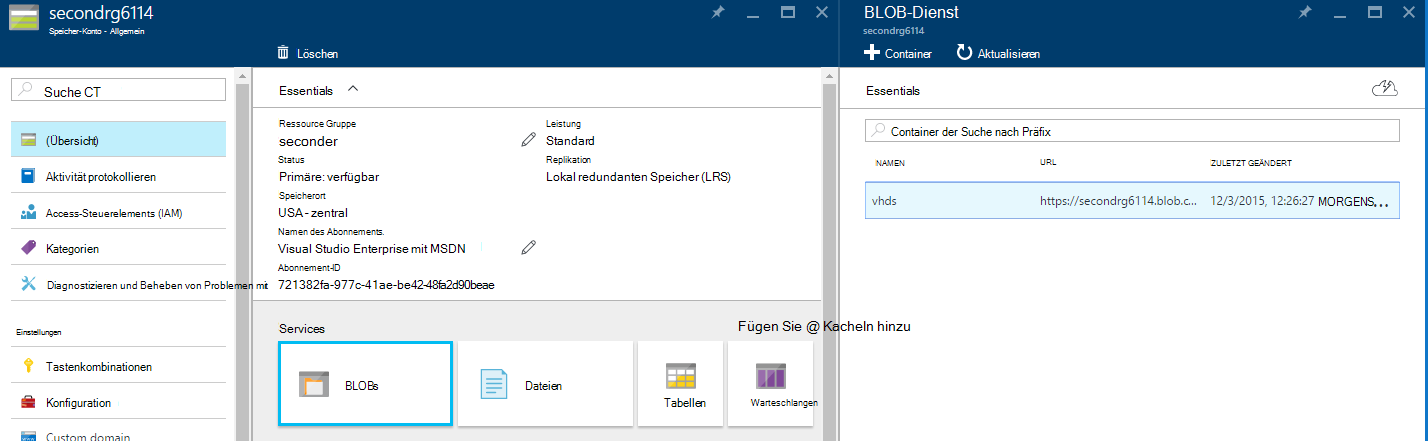 secondrg6114
Speicher-Konto - Allgemein
Löschen
Suche CT
(Übersicht)
Aktivität protokollieren
Access-Steuerelements (IAM)
Kategorien
Diagnostizieren und Beheben von Problemen mit
Einstellungen
Tastenkombinationen
Konfiguration
Custom domain
Essentials
Ressource Gruppe
seconder
Status
Primäre: verfügbar
Speicherort
USA - zentral
Namen des Abonnements.
Visual Studio Enterprise mit MSDN
Abonnement-ID
721382fa-977c-41ae-be42-48fa2d90beae
Leistung
Standard
Replikation
Lokal redundanten Speicher (LRS)
Services
Fügen Sie @ Kacheln hinzu
BLOBs
Dateien
Tabellen
Warteschlangen
BLOB-Dienst
secondrg6114
Container
Aktualisieren
Essentials
Container der Suche nach Präfix
NAMEN URL ZULETZT GEÄNDERT
vhds https://secondrg6114.blob.c... 12/3/2015, 12:26:27 MORGENS...